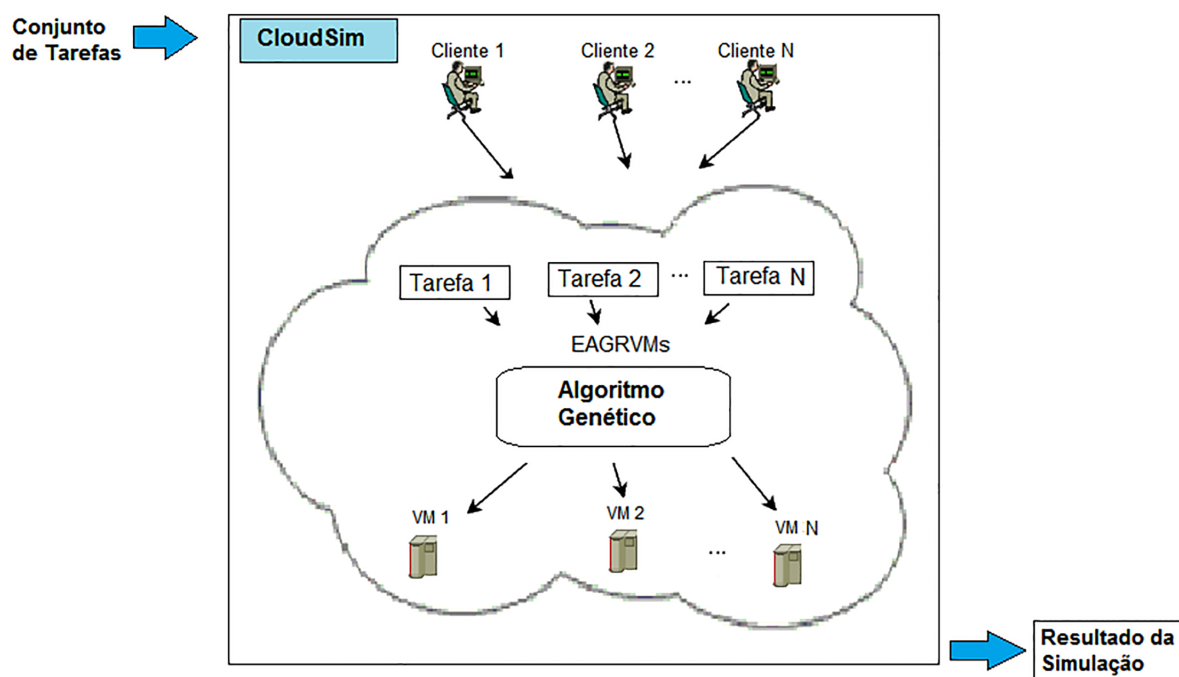 Conjunto
de Tarefas
CloudSim
Cliente 1
Cliente 2
...
Cliente N
Tarefa 1
Tarefa 2
...
Tarefa N
EAGRVMs
Algoritmo
Genético
VM 1
VM 2
...
VM N
Resultado da
Simulação